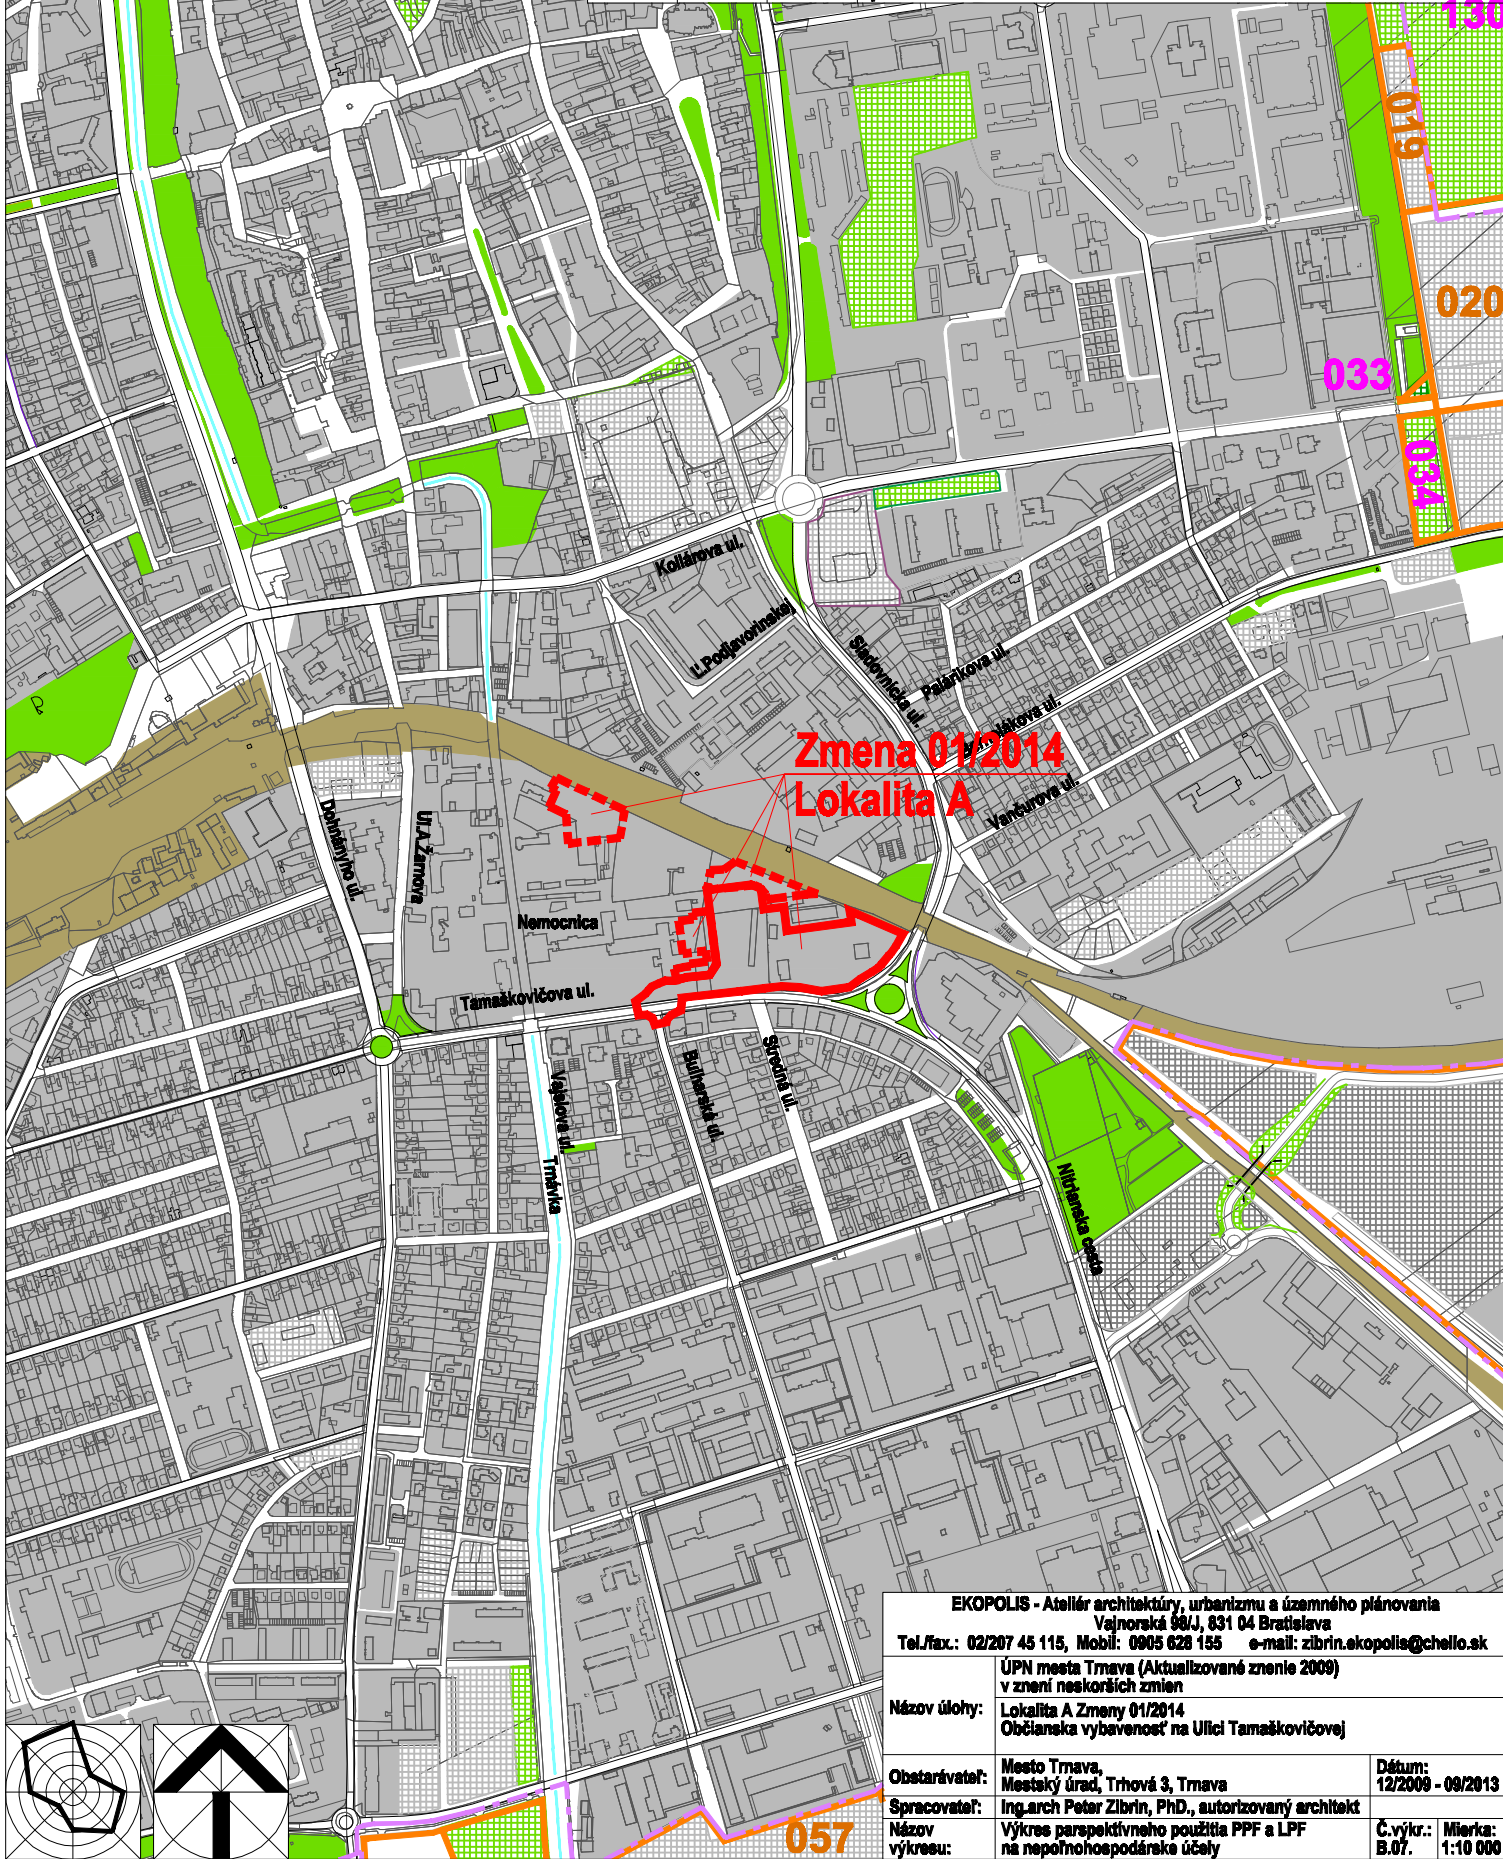 130
019
020
033
034
Kollárova ul.
Ľ.Podjavorinskej
Sladovnícka ul.
Palárikova ul.
Bernolákova ul.
Zmena 01/2014
Lokalita A
Vančurova ul.
Dohnányho ul.
Ul.A.Žarnova
Nemocnica
Tamaškovičova ul.
Vajslova ul.
Bulharská ul.
Stredná ul.
Trnávka
Nitrianska cesta
057
EKOPOLIS - Ateliér architektúry, urbanizmu a územného plánovania
Vajnorská 98/J, 831 04 Bratislava
Tel./fax.: 02/207 45 115, Mobil: 0905 628 155 e-mail: zibrin.ekopolis@chello.sk
Názov úlohy:
ÚPN mesta Trnava (Aktualizované znenie 2009)
v znení neskorších zmien
Lokalita A Zmeny 01/2014
Občianska vybavenosť na Ulici Tamaškovičovej
Obstarávateľ:
Mesto Trnava,
Mestský úrad, Trhová 3, Trnava
Dátum:
12/2009 - 09/2013
Spracovateľ:
Ing.arch Peter Zibrin, PhD., autorizovaný architekt
Názov
výkresu:
Výkres parspektívneho použitia PPF a LPF
na nepoľnohospodárske účely
Č.výkr.:
B.07.
Mierka:
1:10 000